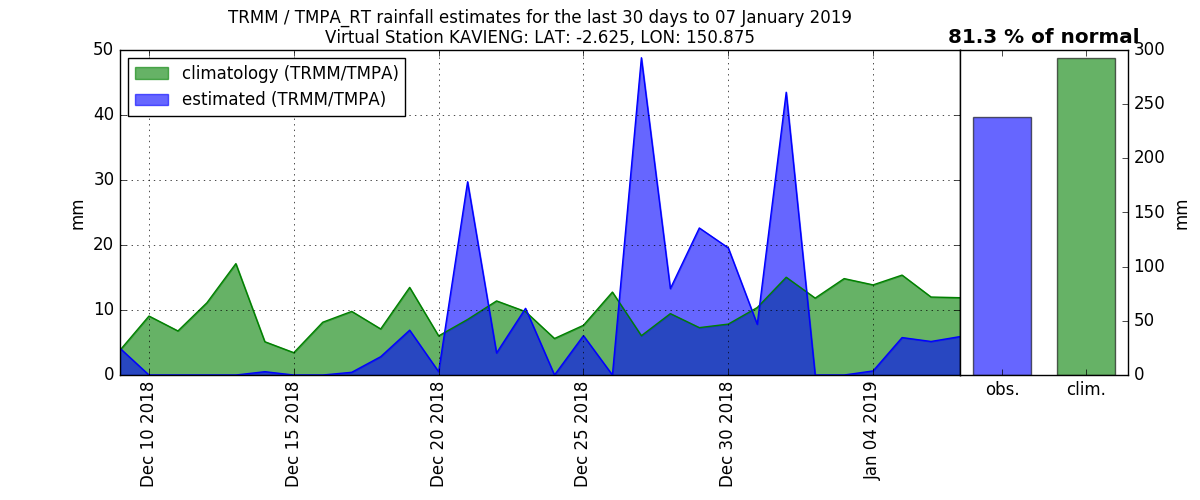 TRMM / TMPA_RT rainfall estimates for the last 30 days to 07 January 2019
Virtual Station KAVIENG: LAT: -2.625, LON: 150.875
81.3 % of normal
climatology (TRMM/TMPA)
estimated (TRMM/TMPA)
50
40
30
20
10
0
mm
Dec 10 2018
Dec 15 2018
Dec 20 2018
Dec 25 2018
Dec 30 2018
Jan 04 2019
300
250
200
150
100
50
0
mm
obs.
clim.